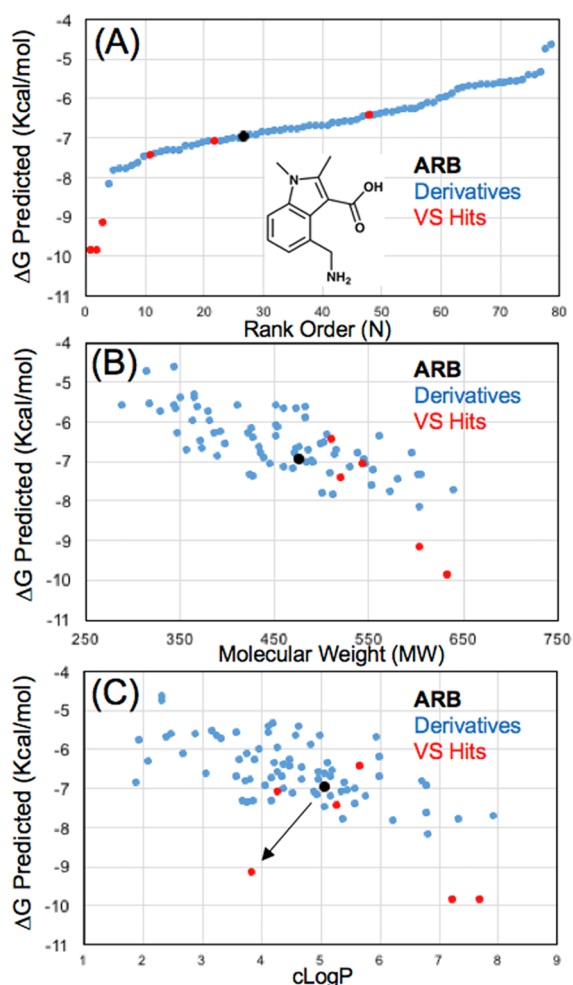 (A)
ΔG Predicted (Kcal/mol)
-4
-5
-6
-7
-8
-9
-10
-11
N
OH
O
NH2
ARB
Derivatives
VS Hits
0 10 20 30 40 50 60 70 80
Rank Order (N)
(B)
ΔG Predicted (Kcal/mol)
-4
-5
-6
-7
-8
-9
-10
-11
ARB
Derivatives
VS Hits
250 350 450 550 650 750
Molecular Weight (MW)
(C)
ΔG Predicted (Kcal/mol)
-4
-5
-6
-7
-8
-9
-10
-11
ARB
Derivatives
VS Hits
1 2 3 4 5 6 7 8 9
cLogP